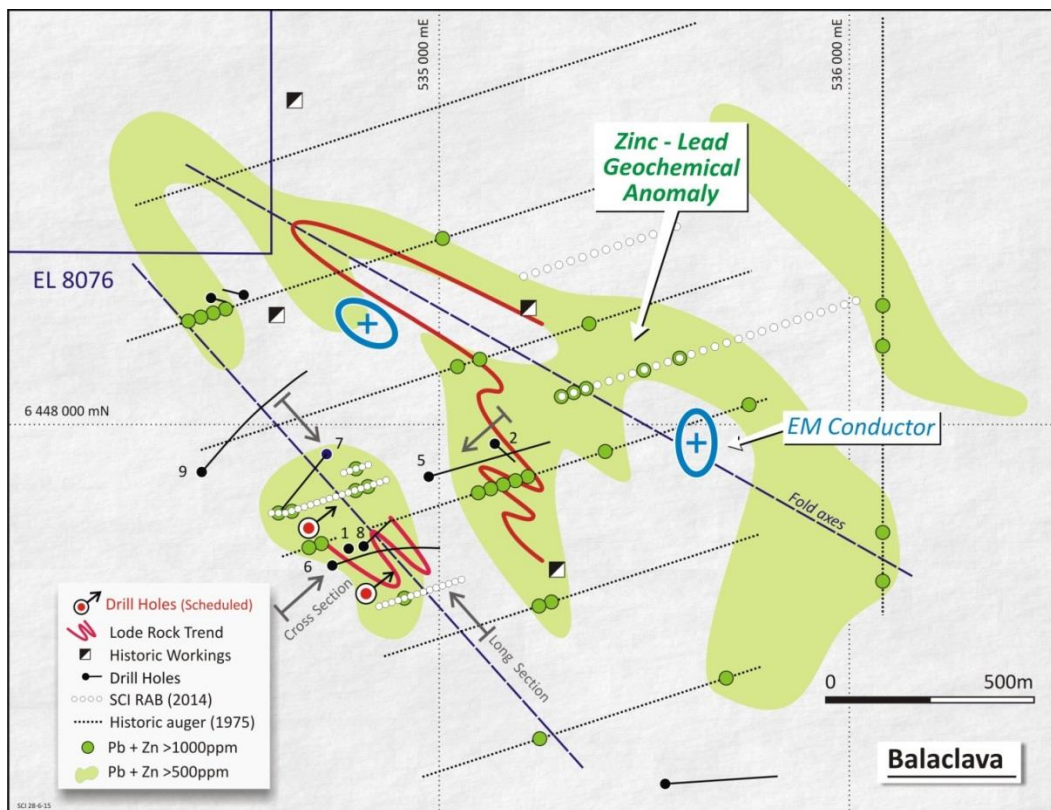 535 000 mE
536 000 mE
Zinc - Lead
Geochemical
Anomaly
EL 8076
6 448 000 mN
EM Conductor
7
2
9
5
1
8
6
Fold axes
Cross Section
Long Section
Drill Holes (Scheduled)
Lode Rock Trend
Historic Workings
Drill Holes
SCI RAB (2014)
Historic auger (1975)
Pb + Zn >1000ppm
Pb + Zn >500ppm
0 500m
Balaclava
SCI 28-6-15